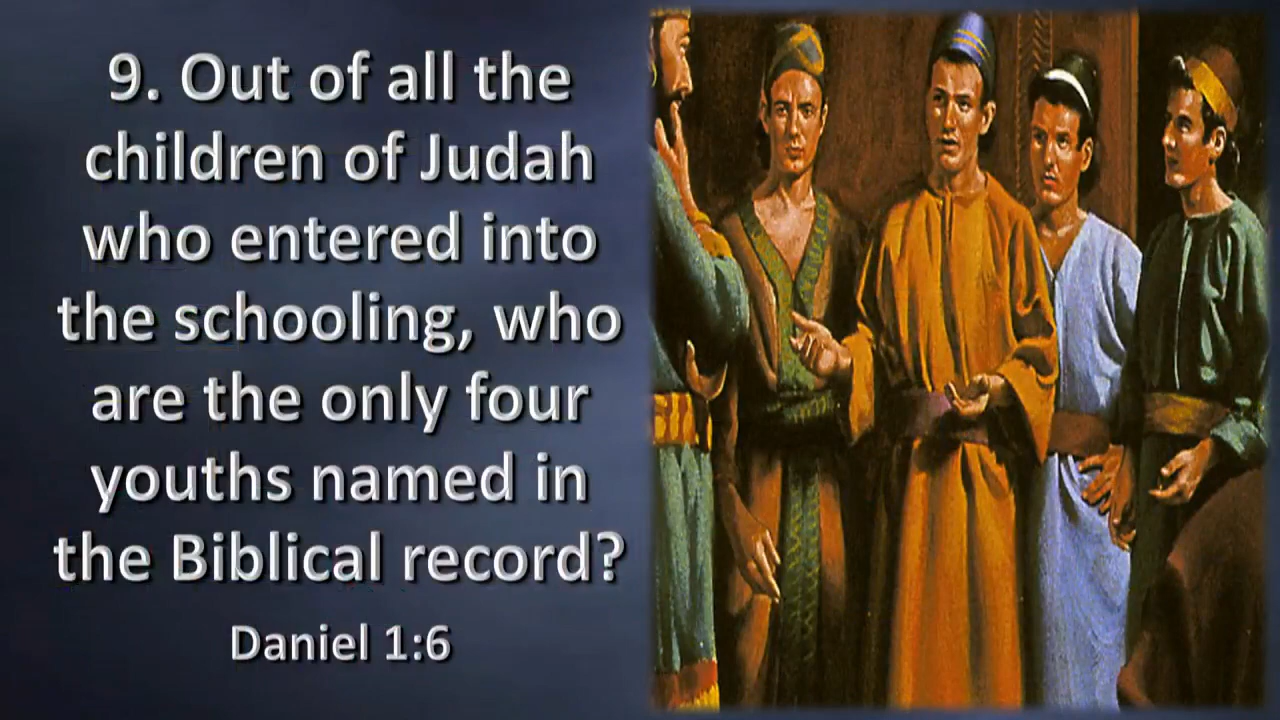 9. Out of all the
children of Judah
who entered into
the schooling, who
are the only four
youths named in
the Biblical record?
Daniel 1:6